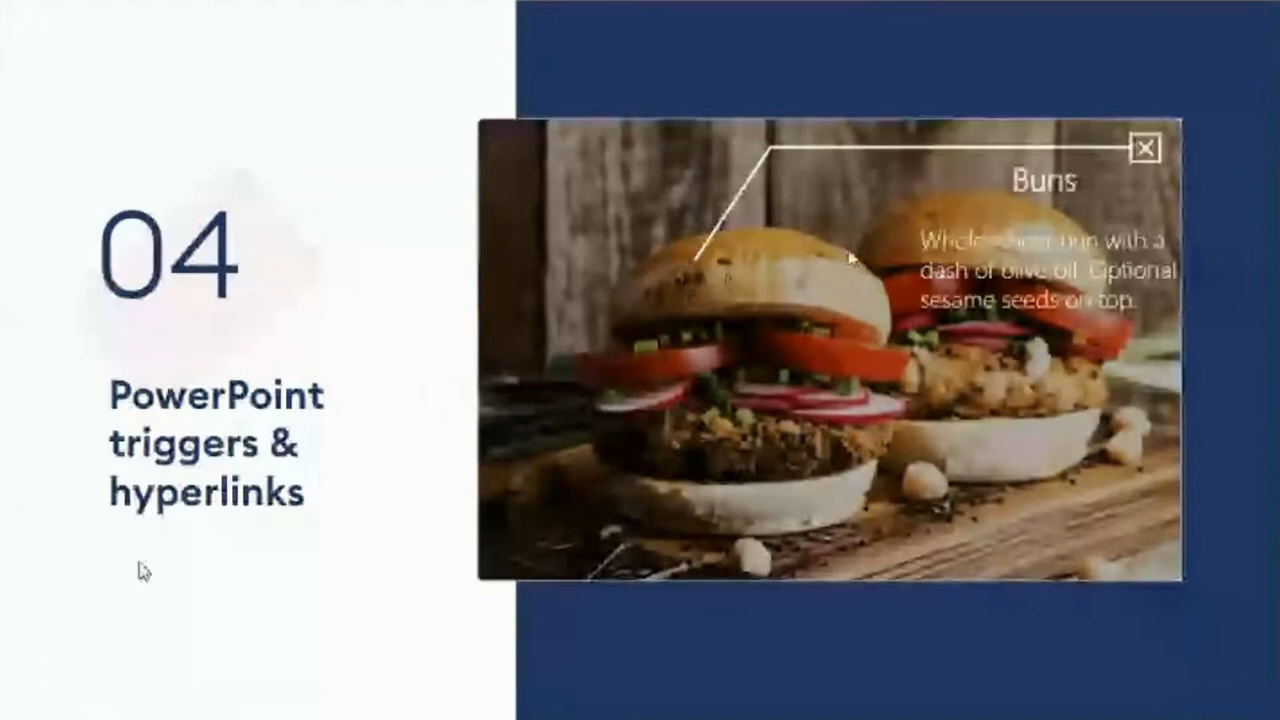 04
PowerPoint
triggers &
hyperlinks
Buns
Whole wheat bun with a
dash of olive oil. Optional
sesame seeds on top.